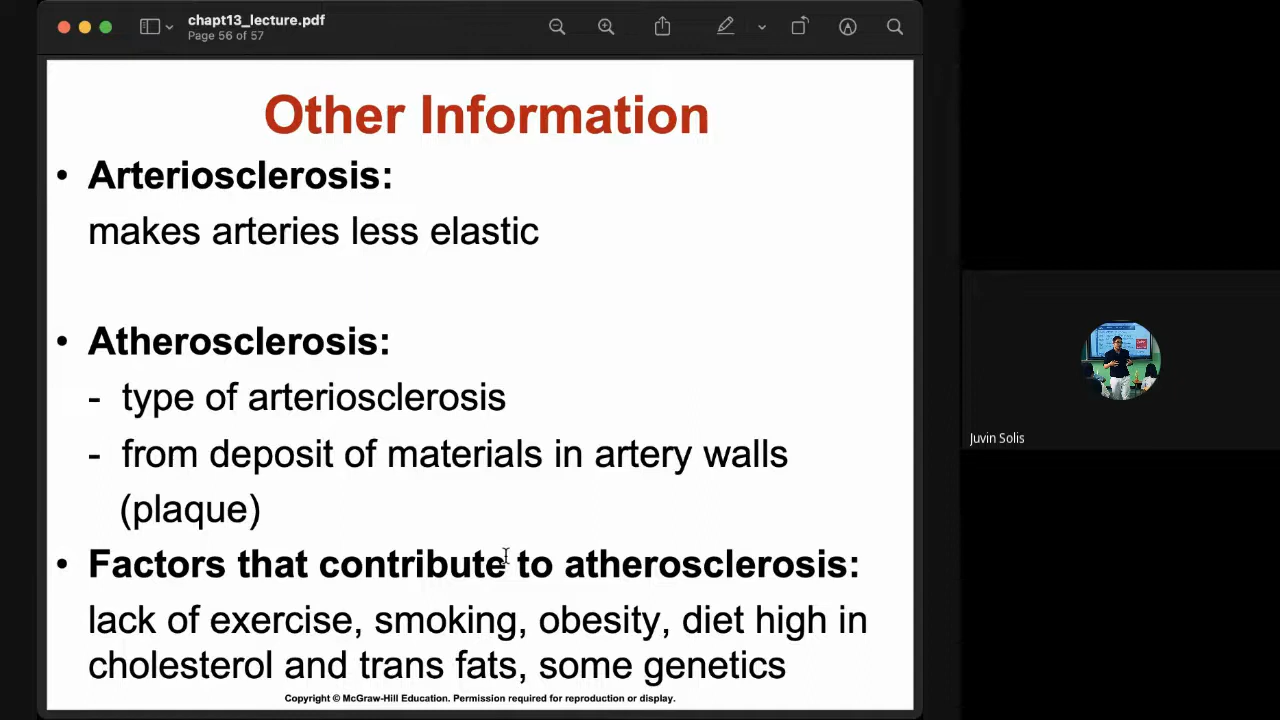 chapt13_lecture.pdf
Page 56 of 57
Other Information
• Arteriosclerosis:
makes arteries less elastic
• Atherosclerosis:
- type of arteriosclerosis
- from deposit of materials in artery walls
(plaque)
• Factors that contribute to atherosclerosis:
lack of exercise, smoking, obesity, diet high in
cholesterol and trans fats, some genetics
Copyright © McGraw-Hill Education. Permission required for reproduction or display.
Juvin Solis